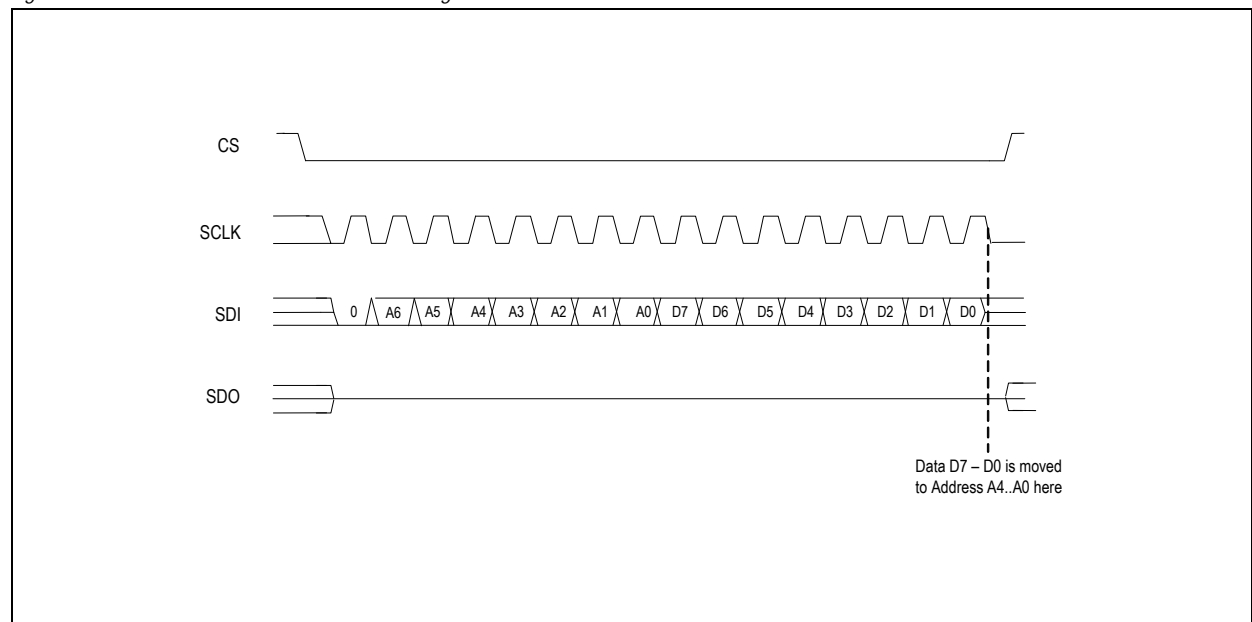 CS
SCLK
SDI 0 A6 A5 A4 A3 A2 A1 A0 D7 D6 D5 D4 D3 D2 D1 D0
SDO
Data D7 – D0 is moved
to Address A4..A0 here